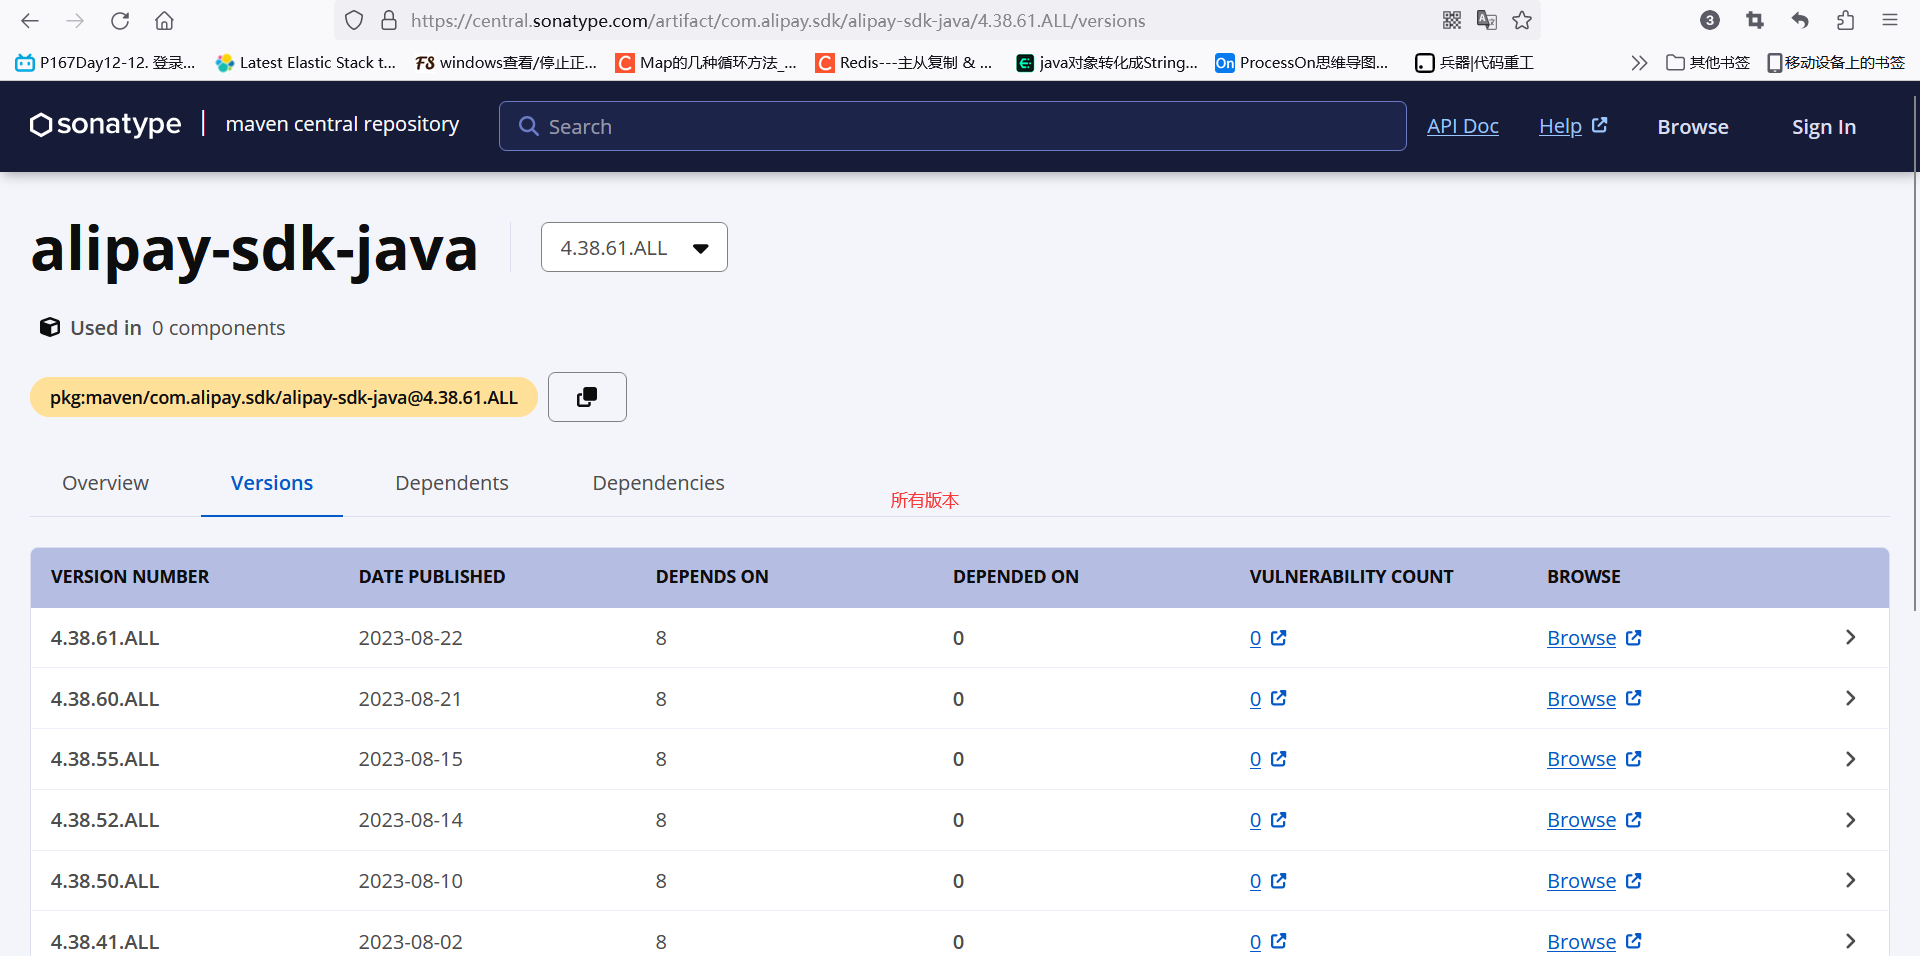 https://central.sonatype.com/artifact/com.alipay.sdk/alipay-sdk-java/4.38.61.ALL/versions
3
P167Day12-12. 登录...
Latest Elastic Stack t...
FS windows查看/停止正...
C Map的几种循环方法_...
C Redis---主从复制 & ...
java对象转化成String...
On ProcessOn思维导图...
兵器|代码重工
其他书签
移动设备上的书签
sonatype | maven central repository
Search
API Doc
Help
Browse
Sign In
alipay-sdk-java
4.38.61.ALL
Used in 0 components
pkg:maven/com.alipay.sdk/alipay-sdk-java@4.38.61.ALL
Overview Versions Dependents Dependencies
所有版本
VERSION NUMBER DATE PUBLISHED DEPENDS ON DEPENDED ON VULNERABILITY COUNT BROWSE
4.38.61.ALL 2023-08-22 8 0 0 Browse
4.38.60.ALL 2023-08-21 8 0 0 Browse
4.38.55.ALL 2023-08-15 8 0 0 Browse
4.38.52.ALL 2023-08-14 8 0 0 Browse
4.38.50.ALL 2023-08-10 8 0 0 Browse
4.38.41.ALL 2023-08-02 8 0 0 Browse